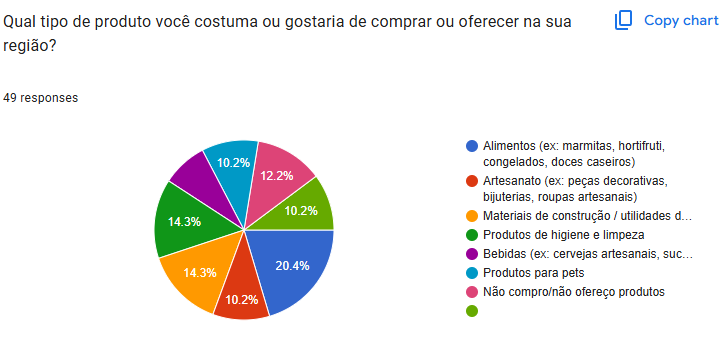 Qual tipo de produto você costuma ou gostaria de comprar ou oferecer na sua
região?
Copy chart
49 responses
10.2%
12.2%
10.2%
14.3%
20.4%
14.3%
10.2%
Alimentos (ex: marmitas, hortifruti,
congelados, doces caseiros)
Artesanato (ex: peças decorativas,
bijuterias, roupas artesanais)
Materiais de construção / utilidades d...
Produtos de higiene e limpeza
Bebidas (ex: cervejas artesanais, suc...
Produtos para pets
Não compro/não ofereço produtos